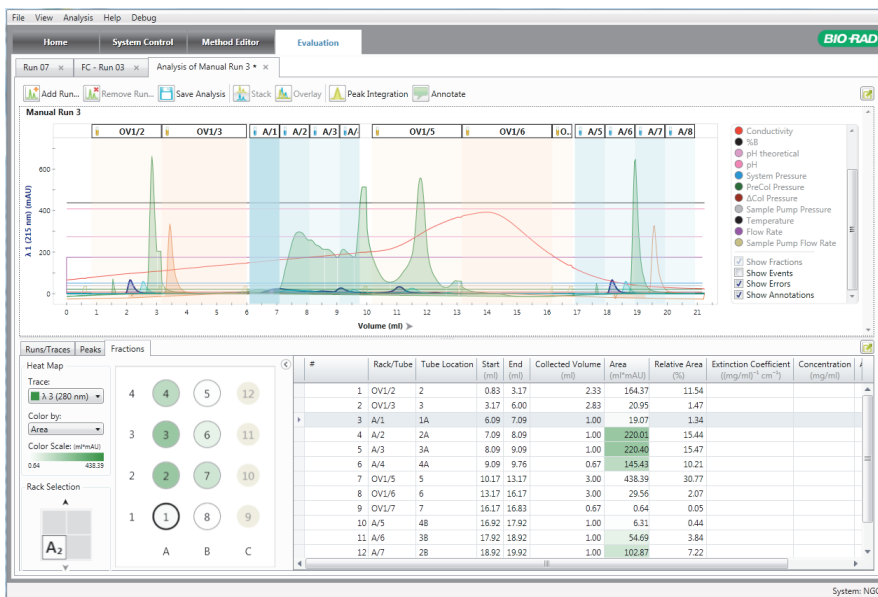 File View Analysis Help Debug
Home System Control Method Editor Evaluation
BIO-RAD
Run 07 × FC - Run 03 × Analysis of Manual Run 3 * ×
Add Run... Remove Run... Save Analysis Stack Overlay Peak Integration Annotate
Manual Run 3
OV1/2 OV1/3 A/1 A/2 A/3 A/ OV1/5 OV1/6 O... A/5 A/6 A/7 A/8
λ 1 (215 nm) (mAU)
600
400
200
0
0 1 2 3 4 5 6 7 8 9 10 11 12 13 14 15 16 17 18 19 20 21
Volume (ml)
Conductivity
%B
pH theoretical
pH
System Pressure
PreCol Pressure
ΔCol Pressure
Sample Pump Pressure
Temperature
Flow Rate
Sample Pump Flow Rate
Show Fractions
Show Events
Show Errors
Show Annotations
Runs/Traces Peaks Fractions
Heat Map
Trace:
λ 3 (280 nm)
Color by:
Area
Color Scale: (ml*mAU)
0.64 438.39
Rack Selection
A2
4 4 5 12
3 3 6 11
2 2 7 10
1 1 8 9
A B C
# Rack/Tube Tube Location Start End Collected Volume Area Relative Area Extinction Coefficient Concentration
(ml) (ml) (ml) (ml*mAU) (%) ((mg/ml)⁻¹ cm⁻¹) (mg/ml)
1 OV1/2 2 0.83 3.17 2.33 164.37 11.54
2 OV1/3 3 3.17 6.00 2.83 20.95 1.47
3 A/1 1A 6.09 7.09 1.00 19.07 1.34
4 A/2 2A 7.09 8.09 1.00 220.01 15.44
5 A/3 3A 8.09 9.09 1.00 220.40 15.47
6 A/4 4A 9.09 9.76 0.67 145.43 10.21
7 OV1/5 5 10.17 13.17 3.00 438.39 30.77
8 OV1/6 6 13.17 16.17 3.00 29.56 2.07
9 OV1/7 7 16.17 16.83 0.67 0.64 0.05
10 A/5 4B 16.92 17.92 1.00 6.31 0.44
11 A/6 3B 17.92 18.92 1.00 54.69 3.84
12 A/7 2B 18.92 19.92 1.00 102.87 7.22
System: NGC